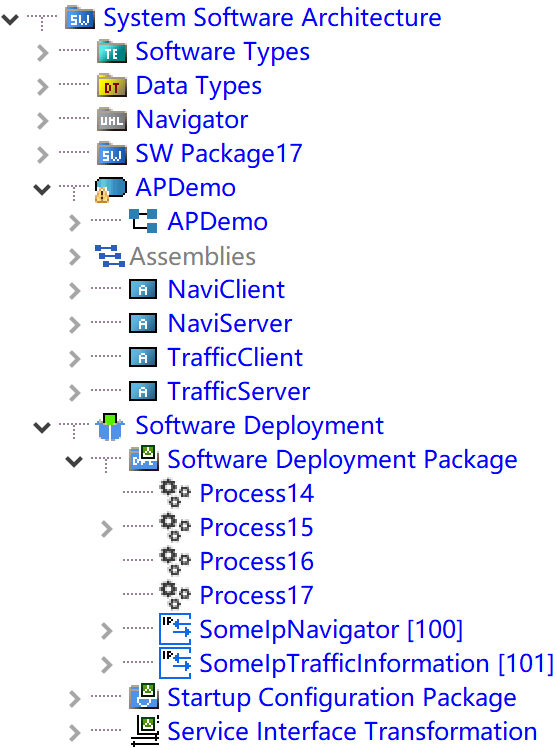 System Software Architecture
Software Types
Data Types
Navigator
SW Package17
APDemo
APDemo
Assemblies
NaviClient
NaviServer
TrafficClient
TrafficServer
Software Deployment
Software Deployment Package
Process14
Process15
Process16
Process17
SomeIpNavigator [100]
SomeIpTrafficInformation [101]
Startup Configuration Package
Service Interface Transformation